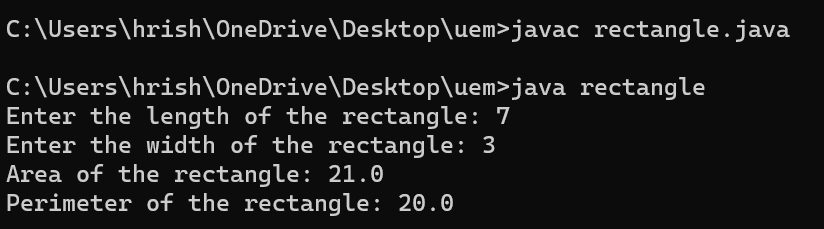 C:\Users\hrish\OneDrive\Desktop\uem>javac rectangle.java
C:\Users\hrish\OneDrive\Desktop\uem>java rectangle
Enter the length of the rectangle: 7
Enter the width of the rectangle: 3
Area of the rectangle: 21.0
Perimeter of the rectangle: 20.0